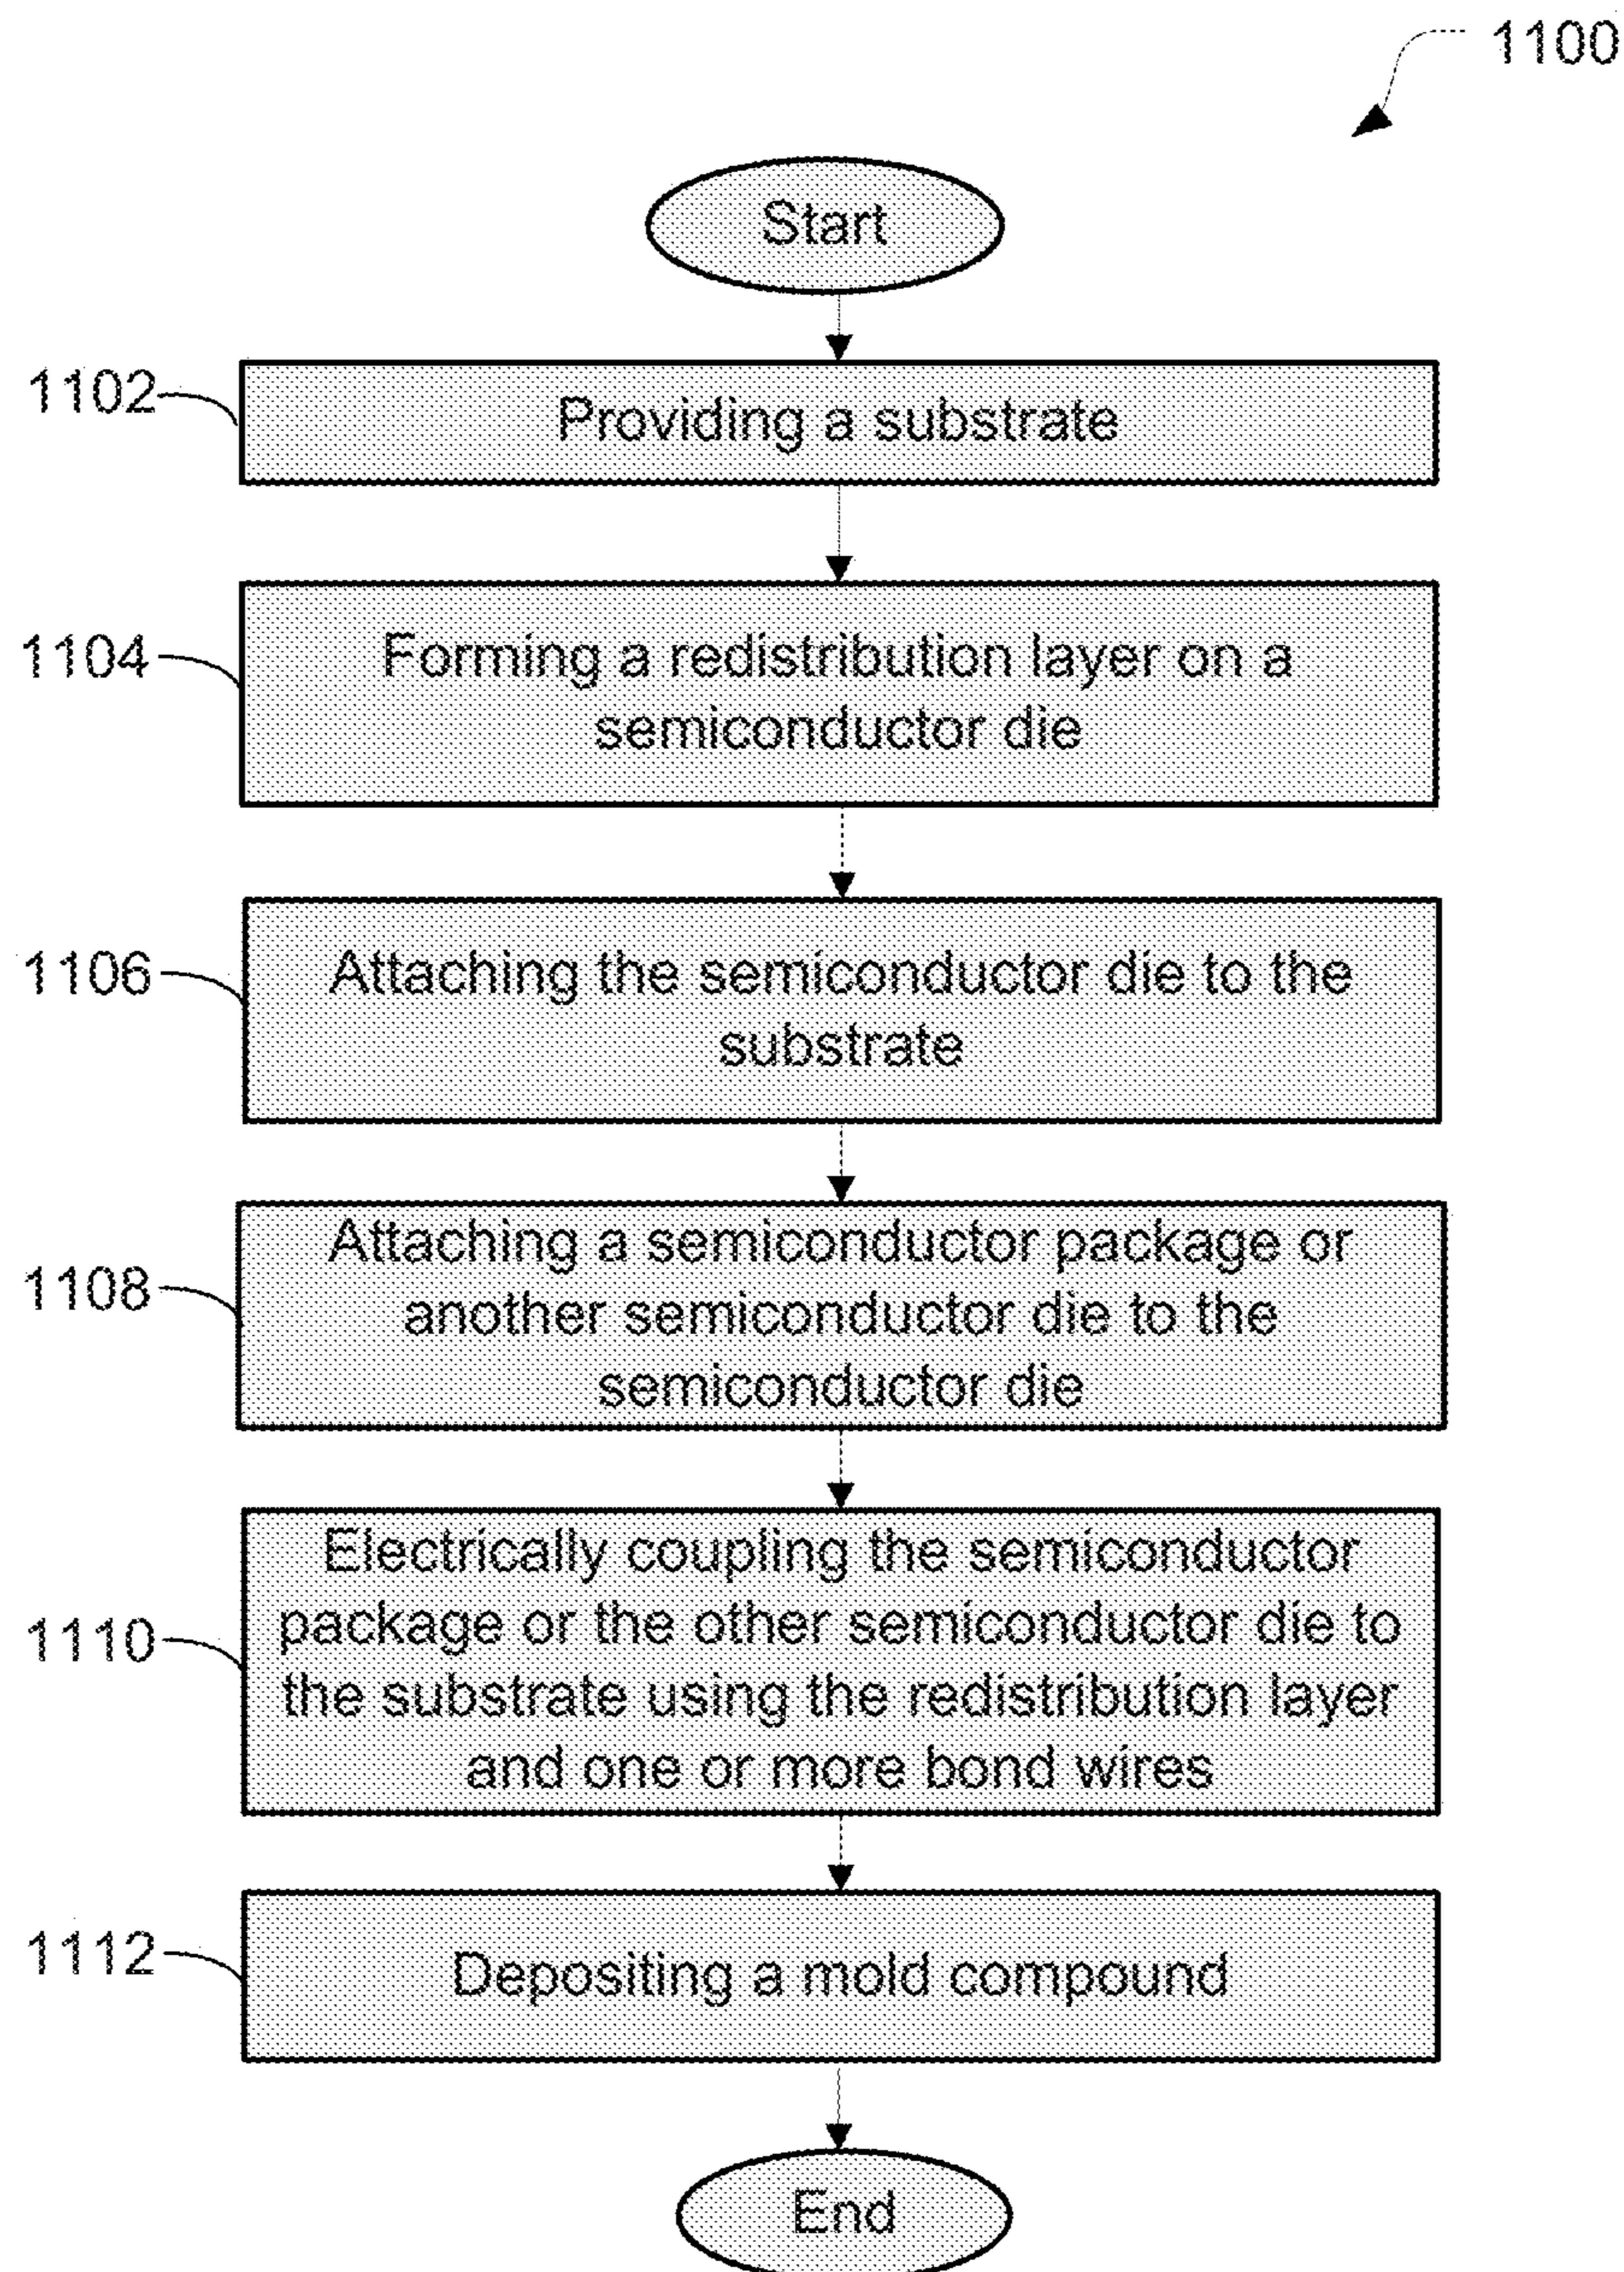 1100
Start
1102
Providing a substrate
1104
Forming a redistribution layer on a
semiconductor die
1106
Attaching the semiconductor die to the
substrate
1108
Attaching a semiconductor package or
another semiconductor die to the
semiconductor die
1110
Electrically coupling the semiconductor
package or the other semiconductor die to
the substrate using the redistribution layer
and one or more bond wires
1112
Depositing a mold compound
End